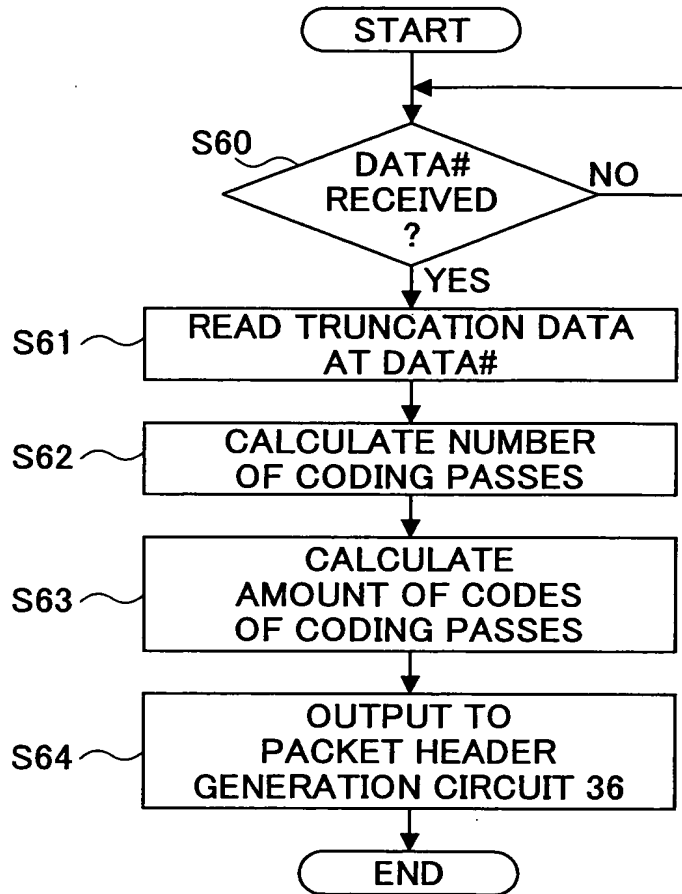 START
S60
DATA#
RECEIVED
?
NO
YES
S61
READ TRUNCATION DATA
AT DATA#
S62
CALCULATE NUMBER
OF CODING PASSES
S63
CALCULATE
AMOUNT OF CODES
OF CODING PASSES
S64
OUTPUT TO
PACKET HEADER
GENERATION CIRCUIT 36
END